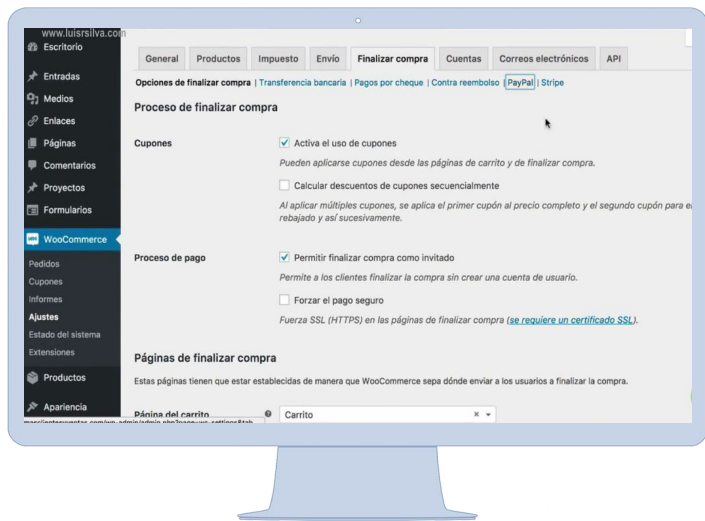 www.luisrsilva.com
Escritorio
Entradas
Medios
Enlaces
Páginas
Comentarios
Proyectos
Formularios
WooCommerce
Pedidos
Cupones
Informes
Ajustes
Estado del sistema
Extensiones
Productos
Apariencia
General Productos Impuesto Envío Finalizar compra Cuentas Correos electrónicos API
Opciones de finalizar compra | Transferencia bancaria | Pagos por cheque | Contra reembolso | PayPal | Stripe
Proceso de finalizar compra
Cupones
Activa el uso de cupones
Pueden aplicarse cupones desde las páginas de carrito y de finalizar compra.
Calcular descuentos de cupones secuencialmente
Al aplicar múltiples cupones, se aplica el primer cupón al precio completo y el segundo cupón para el
rebajado y así sucesivamente.
Proceso de pago
Permitir finalizar compra como invitado
Permite a los clientes finalizar la compra sin crear una cuenta de usuario.
Forzar el pago seguro
Fuerza SSL (HTTPS) en las páginas de finalizar compra (se requiere un certificado SSL).
Páginas de finalizar compra
Estas páginas tienen que estar establecidas de manera que WooCommerce sepa dónde enviar a los usuarios a finalizar la compra.
Página del carrito
Carrito